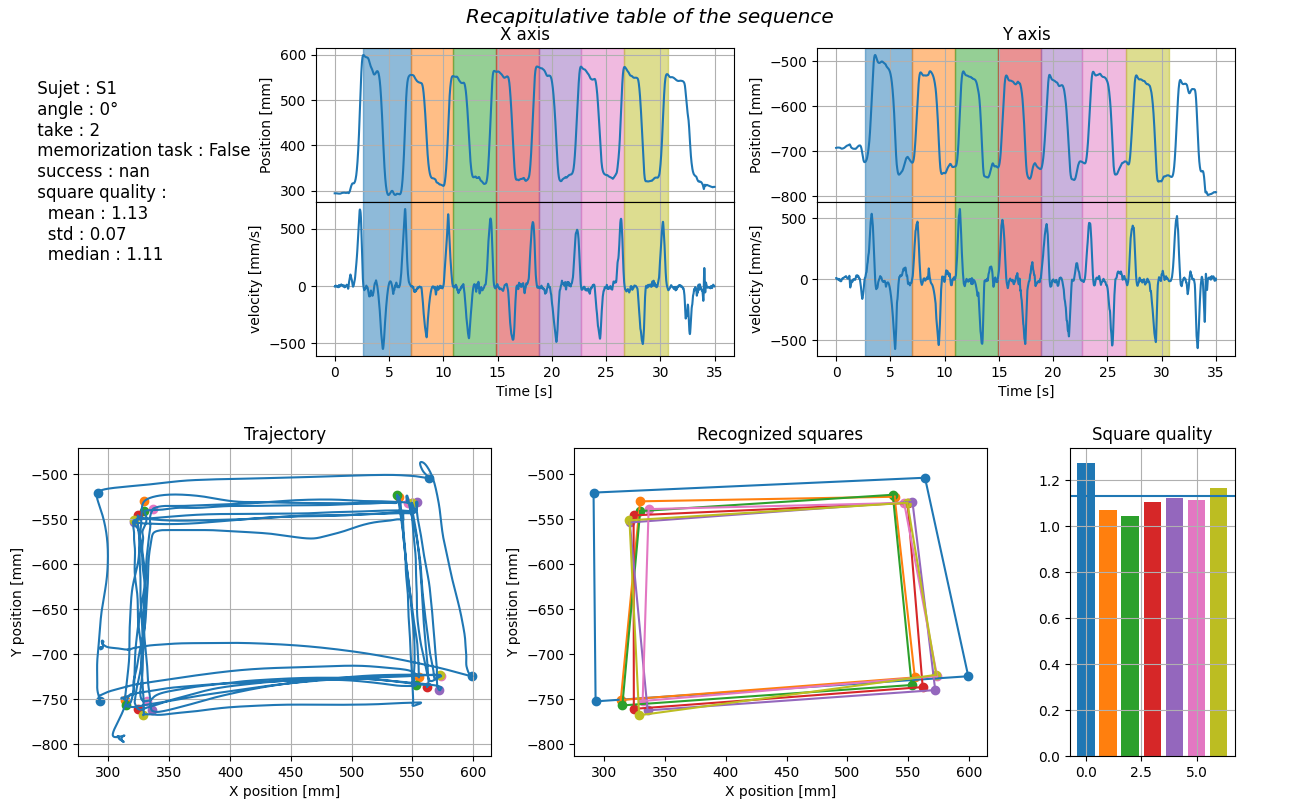 Recapitulative table of the sequence
X axis
Y axis
Sujet : S1
angle : 0°
take : 2
memorization task : False
success : nan
square quality :
mean : 1.13
std : 0.07
median : 1.11
Position [mm]
600
500
400
300
velocity [mm/s]
500
0
−500
0 5 10 15 20 25 30 35
Time [s]
Position [mm]
−500
−600
−700
−800
velocity [mm/s]
500
0
−500
0 5 10 15 20 25 30 35
Time [s]
Trajectory
Y position [mm]
−500
−550
−600
−650
−700
−750
−800
300 350 400 450 500 550 600
X position [mm]
Recognized squares
Y position [mm]
−500
−550
−600
−650
−700
−750
−800
300 350 400 450 500 550 600
X position [mm]
Square quality
1.2
1.0
0.8
0.6
0.4
0.2
0.0
0.0 2.5 5.0